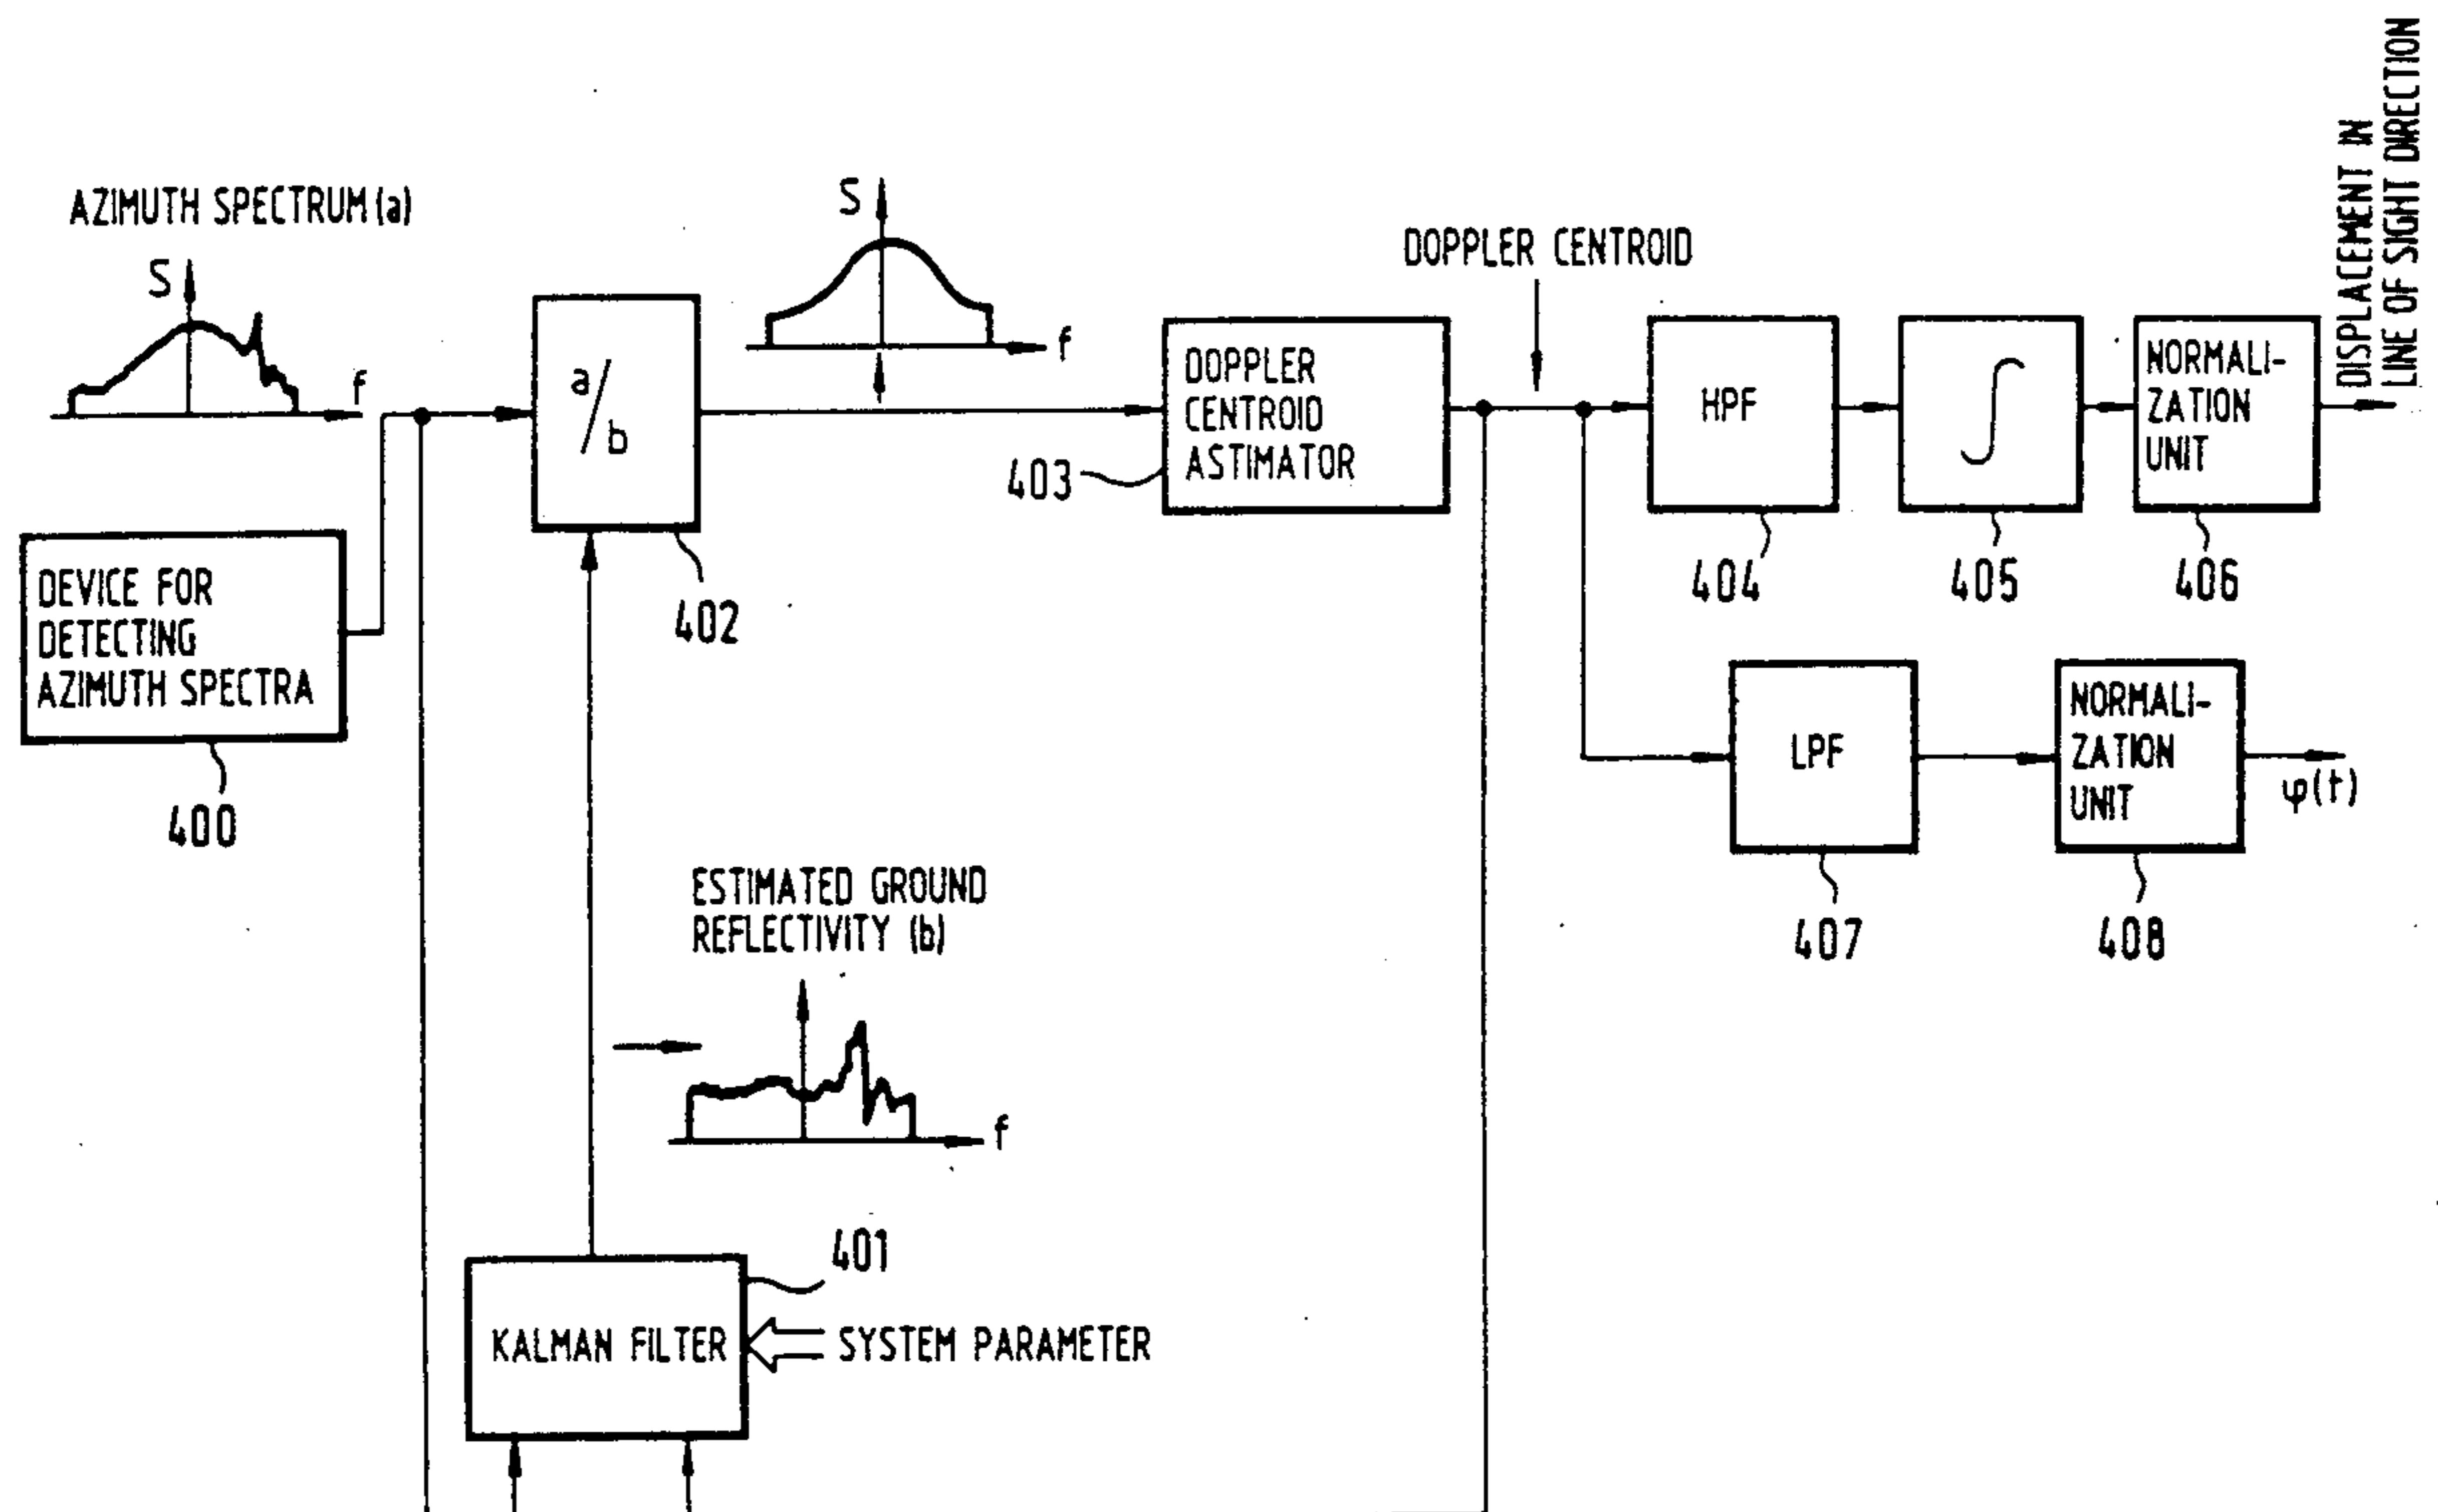 AZIMUTH SPECTRUM (a)
S
f
DEVICE FOR
DETECTING
AZIMUTH SPECTRA
400
a/b
402
S
f
DOPPLER
CENTROID
ASTIMATOR
403
DOPPLER CENTROID
HPF
404
∫
405
NORMALI-
ZATION
UNIT
406
DISPLACEMENT IN
LINE OF SIGHT DIRECTION
LPF
407
NORMALI-
ZATION
UNIT
408
φ(t)
ESTIMATED GROUND
REFLECTIVITY (b)
f
401
KALMAN FILTER
SYSTEM PARAMETER